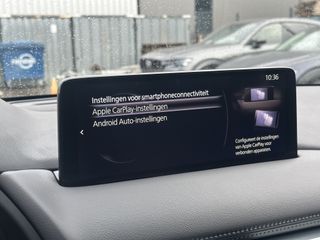 10:36
Instellingen voor smartphoneconnectiviteit
Apple CarPlay-instellingen
Android Auto-instellingen
Configureert de instellingen
van Apple CarPlay voor
verbonden apparaten.